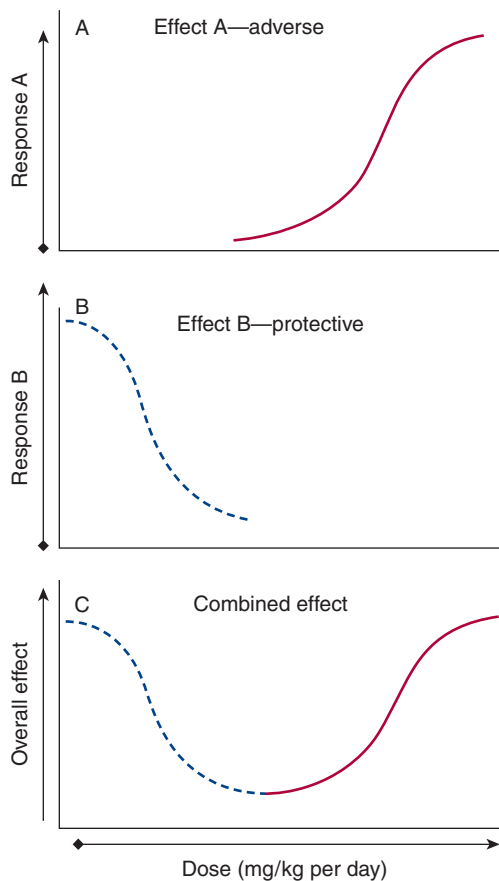 A
Effect A—adverse
Response A
B
Effect B—protective
Response B
C
Combined effect
Overall effect
Dose (mg/kg per day)